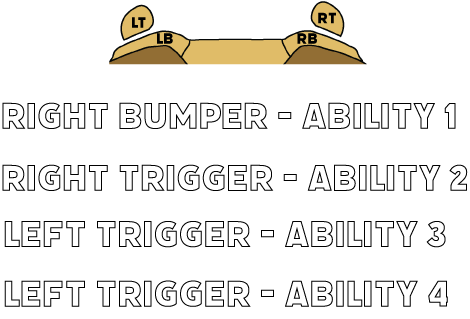 LT RT
LB RB
RIGHT BUMPER - ABILITY 1
RIGHT TRIGGER - ABILITY 2
LEFT TRIGGER - ABILITY 3
LEFT TRIGGER - ABILITY 4